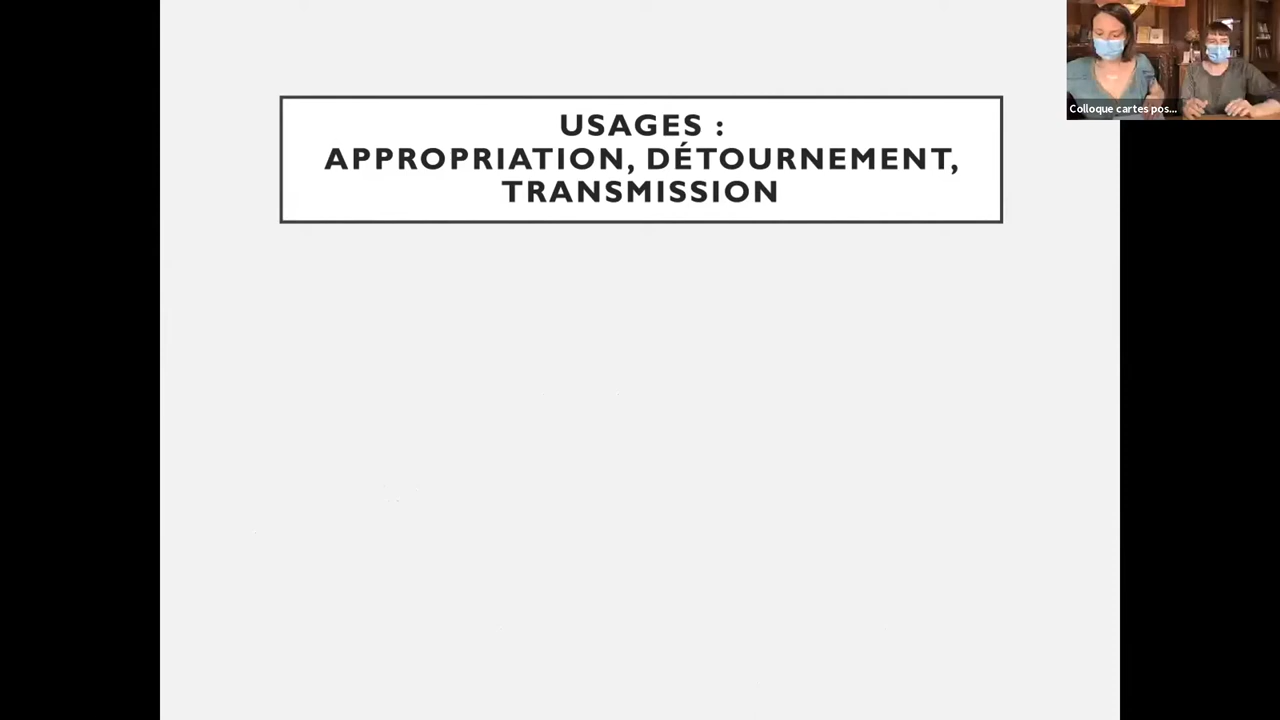 USAGES :
APPROPRIATION, DÉTOURNEMENT,
TRANSMISSION
Colloque cartes pos...